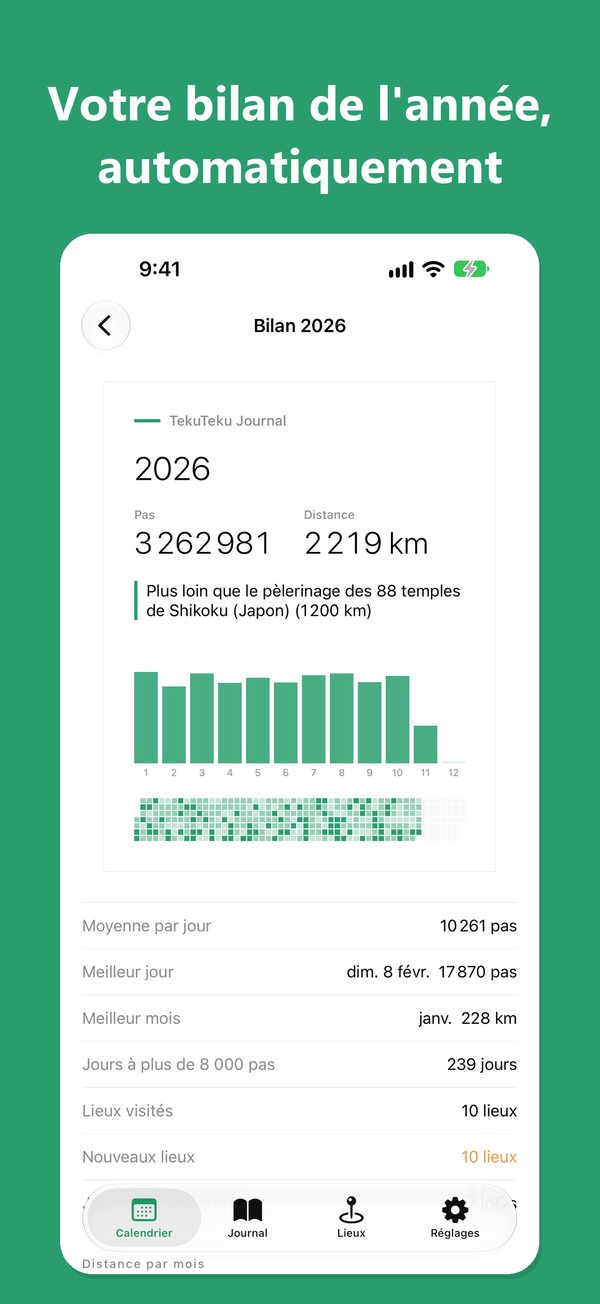 Votre bilan de l'année,
automatiquement
9:41
Bilan 2026
TekuTeku Journal
2026
Pas
Distance
3 262 981
2 219 km
Plus loin que le pèlerinage des 88 temples
de Shikoku (Japon) (1200 km)
1 2 3 4 5 6 7 8 9 10 11 12
Moyenne par jour
10 261 pas
Meilleur jour
dim. 8 févr. 17 870 pas
Meilleur mois
janv. 228 km
Jours à plus de 8 000 pas
239 jours
Lieux visités
10 lieux
Nouveaux lieux
10 lieux
Calendrier
Journal
Lieux
Réglages
Distance par mois